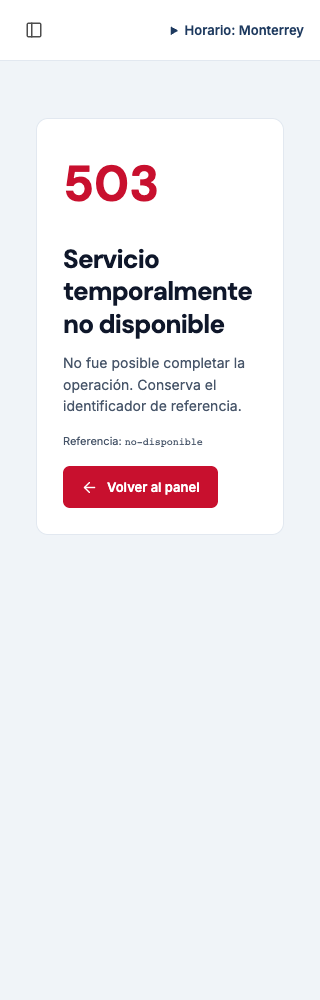 Horario: Monterrey
503
Servicio
temporalmente
no disponible
No fue posible completar la
operación. Conserva el
identificador de referencia.
Referencia: no-disponible
Volver al panel